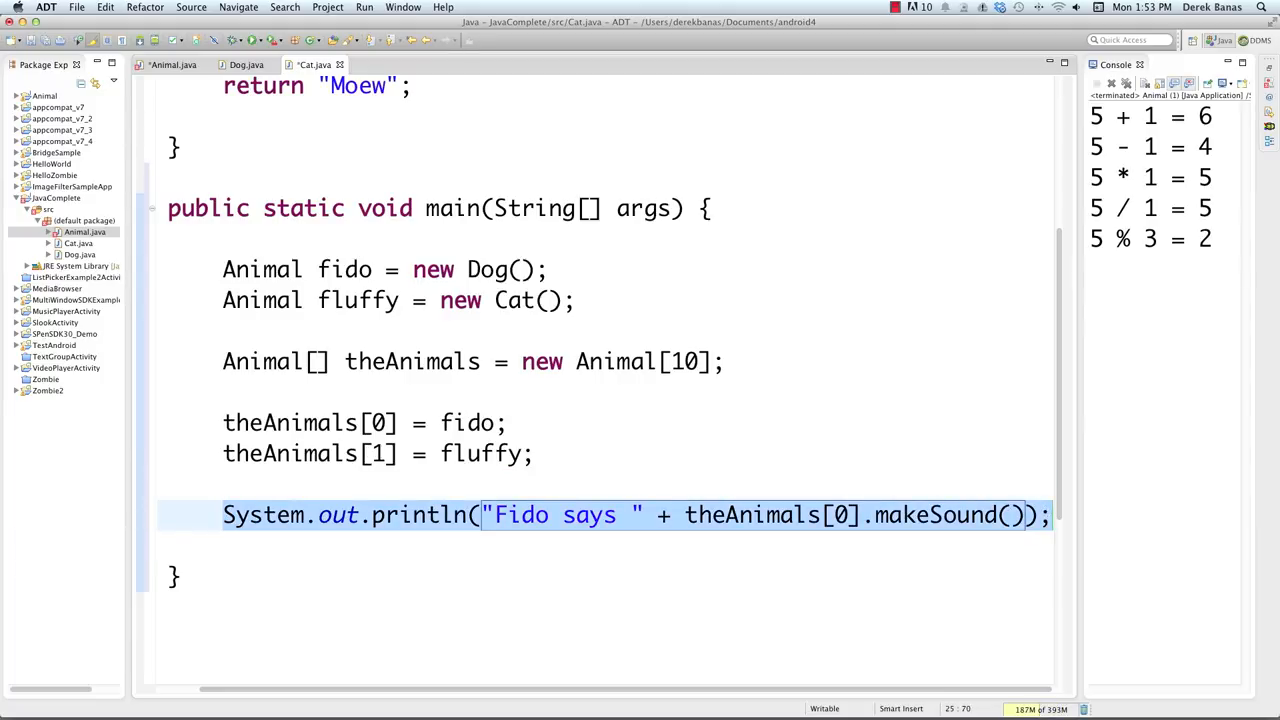 ADT File Edit Refactor Source Navigate Search Project Run Window Help
10 Mon 1:53 PM Derek Banas
Java - JavaComplete/src/Cat.java - ADT - /Users/derekbanas/Documents/android4
Quick Access Java DDMS
Package Exp
*Animal.java Dog.java *Cat.java
Console
<terminated> Animal (1) [Java Application] /S
Animal
appcompat_v7
appcompat_v7_2
appcompat_v7_3
appcompat_v7_4
BridgeSample
HelloWorld
HelloZombie
ImageFilterSampleApp
JavaComplete
src
(default package)
Animal.java
Cat.java
Dog.java
JRE System Library [Ja
ListPickerExample2Activi
MediaBrowser
MultiWindowSDKExample
MusicPlayerActivity
SlookActivity
SPenSDK30_Demo
TestAndroid
TextGroupActivity
VideoPlayerActivity
Zombie
Zombie2
return "Moew";
}
public static void main(String[] args) {
Animal fido = new Dog();
Animal fluffy = new Cat();
Animal[] theAnimals = new Animal[10];
theAnimals[0] = fido;
theAnimals[1] = fluffy;
System.out.println("Fido says " + theAnimals[0].makeSound());
}
5 + 1 = 6
5 - 1 = 4
5 * 1 = 5
5 / 1 = 5
5 % 3 = 2
Writable Smart Insert 25 : 70 187M of 393M